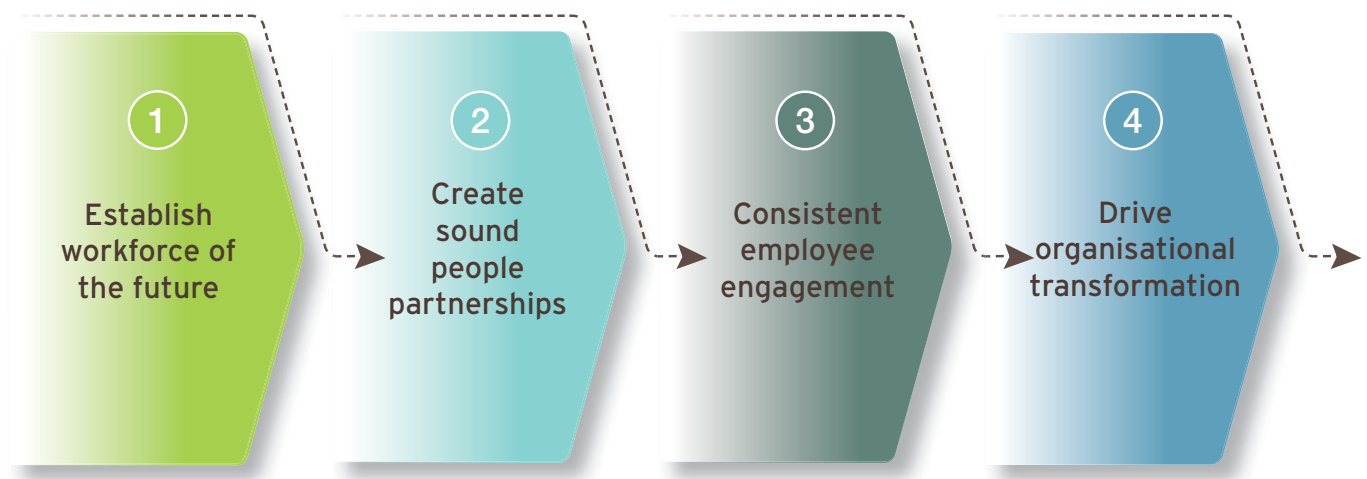 1
Establish
workforce of
the future
2
Create
sound
people
partnerships
3
Consistent
employee
engagement
4
Drive
organisational
transformation